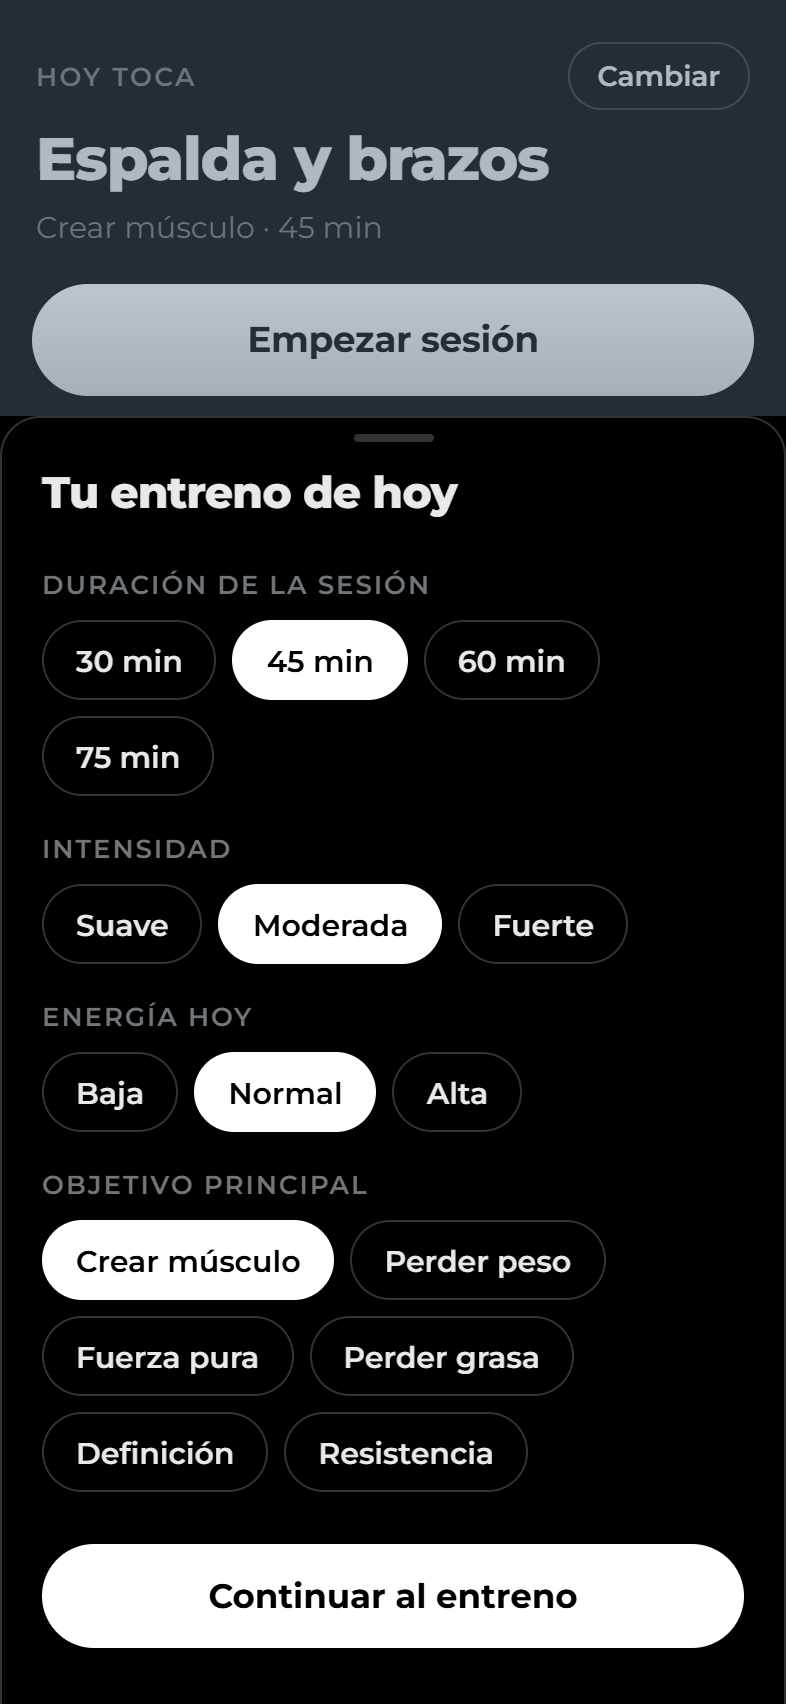 HOY TOCA
Cambiar
Espalda y brazos
Crear músculo · 45 min
Empezar sesión
Tu entreno de hoy
DURACIÓN DE LA SESIÓN
30 min 45 min 60 min
75 min
INTENSIDAD
Suave Moderada Fuerte
ENERGÍA HOY
Baja Normal Alta
OBJETIVO PRINCIPAL
Crear músculo Perder peso
Fuerza pura Perder grasa
Definición Resistencia
Continuar al entreno